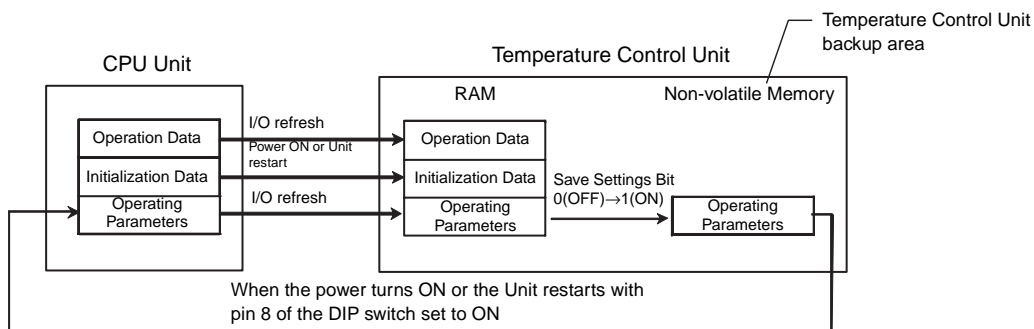 Temperature Control Unit
backup area
CPU Unit
Temperature Control Unit
RAM
Non-volatile Memory
Operation Data
I/O refresh
Operation Data
Power ON or Unit
restart
Initialization Data
Initialization Data
Operating
Parameters
I/O refresh
Operating
Parameters
Save Settings Bit
0(OFF)→1(ON)
Operating
Parameters
When the power turns ON or the Unit restarts with
pin 8 of the DIP switch set to ON